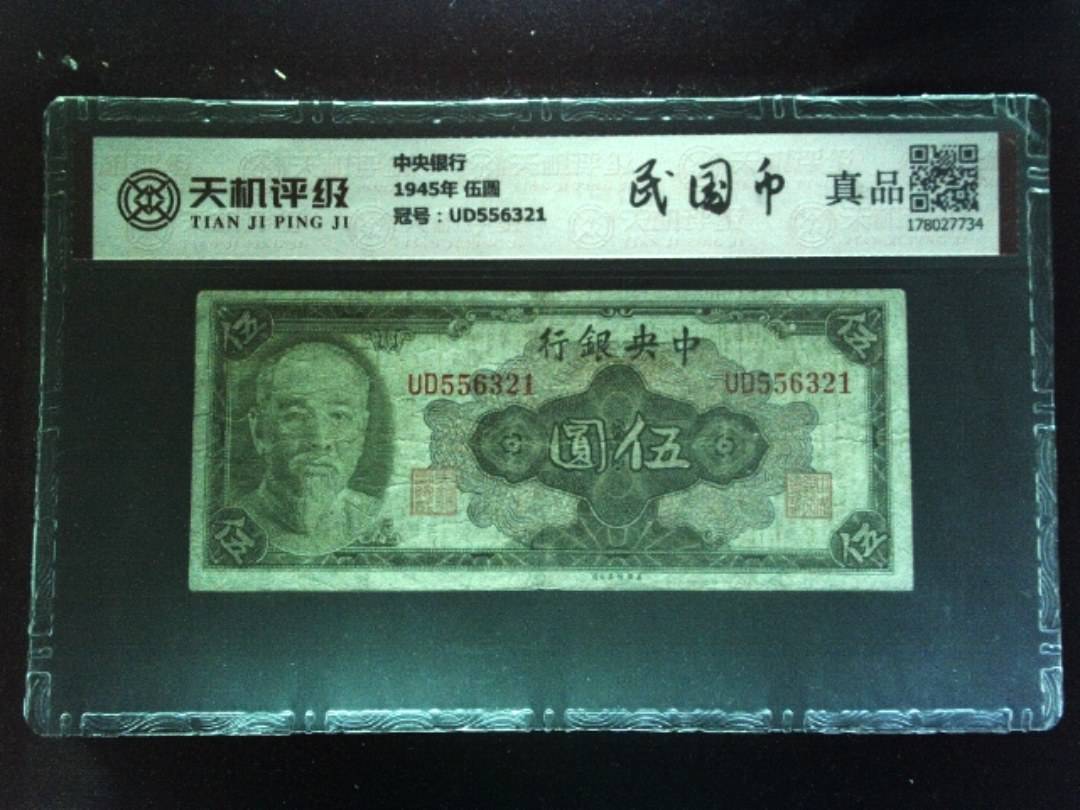 天机评级
TIAN JI PING JI
中央银行
1945年 伍圓
冠号：UD556321
民国币
真品
178027734
伍
伍
行銀央中
UD556321
UD556321
圓伍
伍
伍